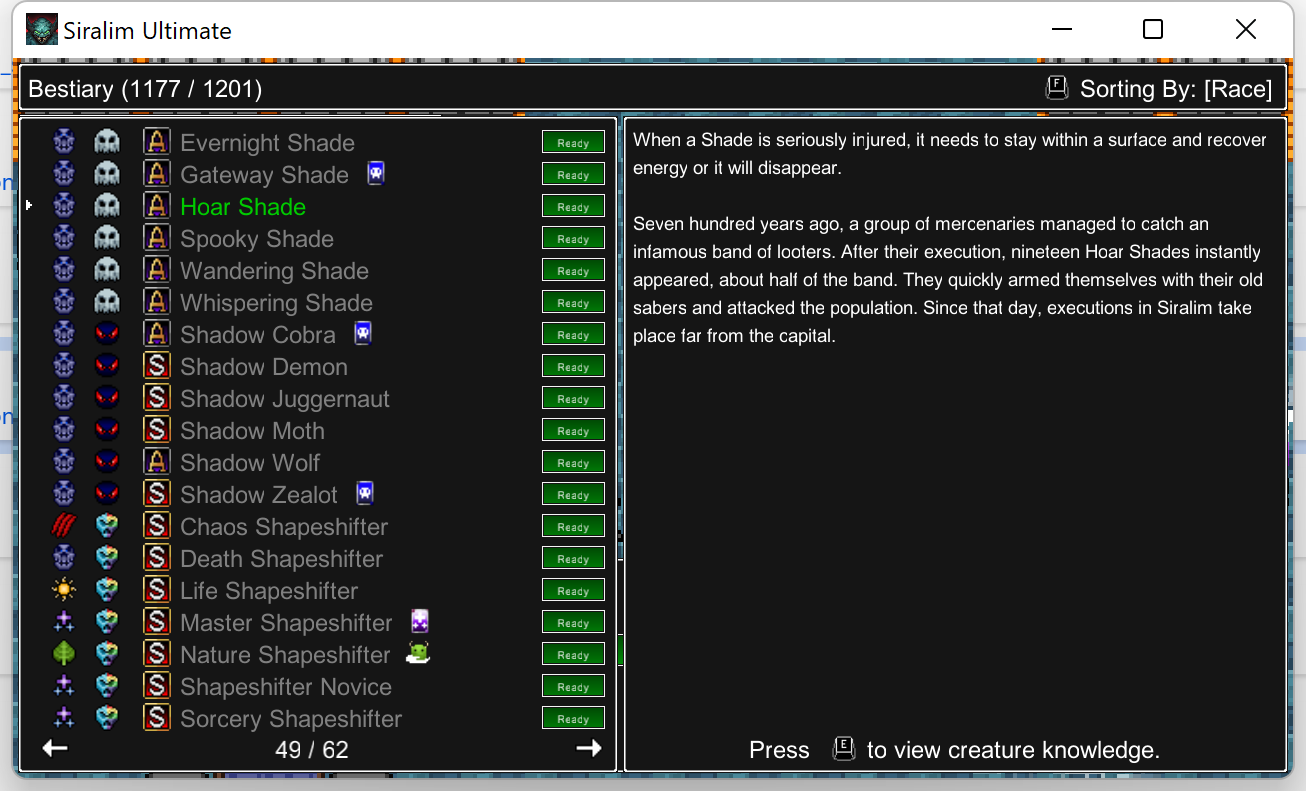 Siralim Ultimate
Bestiary (1177 / 1201)
F Sorting By: [Race]
A Evernight Shade Ready
A Gateway Shade Ready
A Hoar Shade Ready
A Spooky Shade Ready
A Wandering Shade Ready
A Whispering Shade Ready
A Shadow Cobra Ready
S Shadow Demon Ready
S Shadow Juggernaut Ready
S Shadow Moth Ready
A Shadow Wolf Ready
S Shadow Zealot Ready
S Chaos Shapeshifter Ready
S Death Shapeshifter Ready
S Life Shapeshifter Ready
S Master Shapeshifter Ready
S Nature Shapeshifter Ready
S Shapeshifter Novice Ready
S Sorcery Shapeshifter Ready
49 / 62
When a Shade is seriously injured, it needs to stay within a surface and recover
energy or it will disappear.
Seven hundred years ago, a group of mercenaries managed to catch an
infamous band of looters. After their execution, nineteen Hoar Shades instantly
appeared, about half of the band. They quickly armed themselves with their old
sabers and attacked the population. Since that day, executions in Siralim take
place far from the capital.
Press E to view creature knowledge.